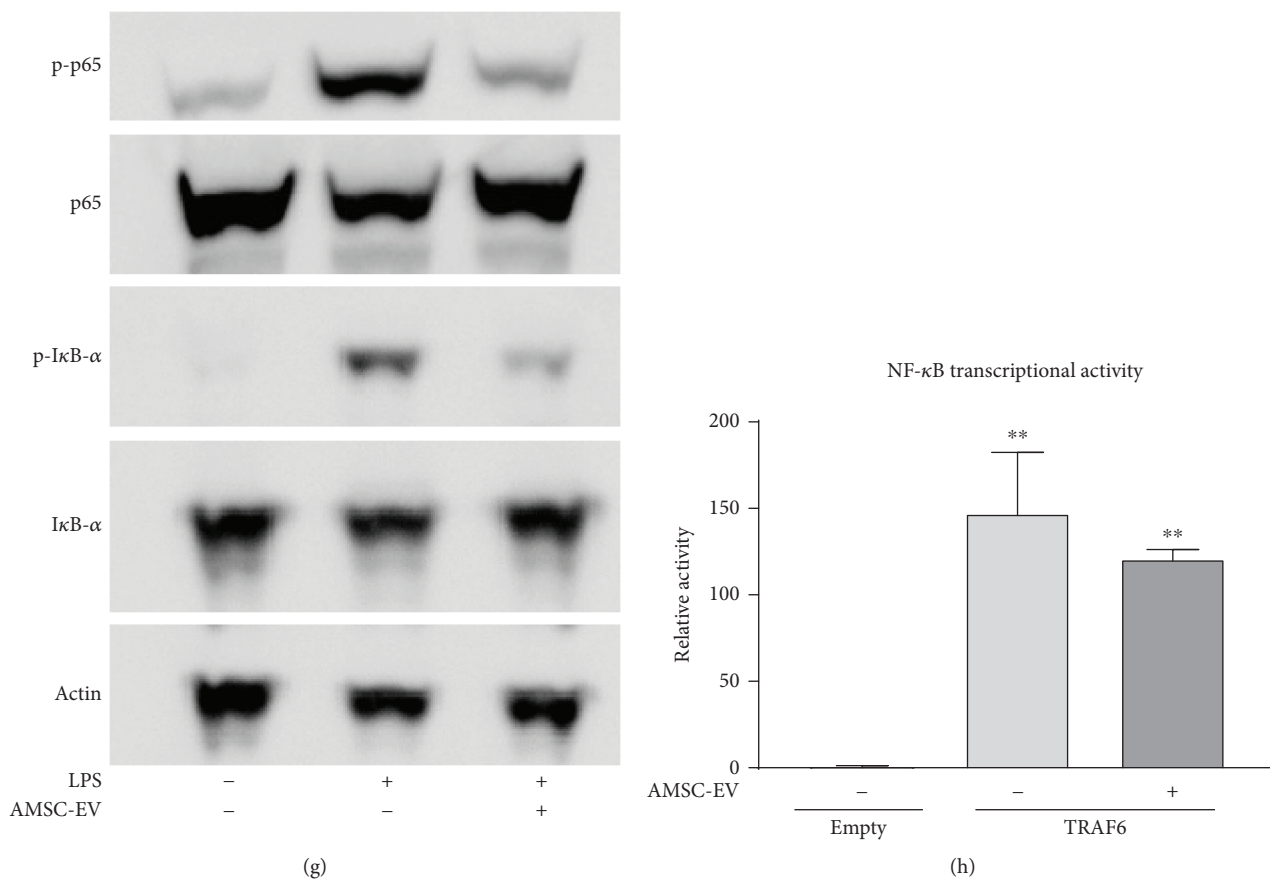 p-p65
p65
p-IκB-α
IκB-α
Actin
LPS − + +
AMSC-EV − − +
(g)
NF-κB transcriptional activity
Relative activity
200
150
100
50
0
**
**
AMSC-EV − − +
Empty TRAF6
(h)